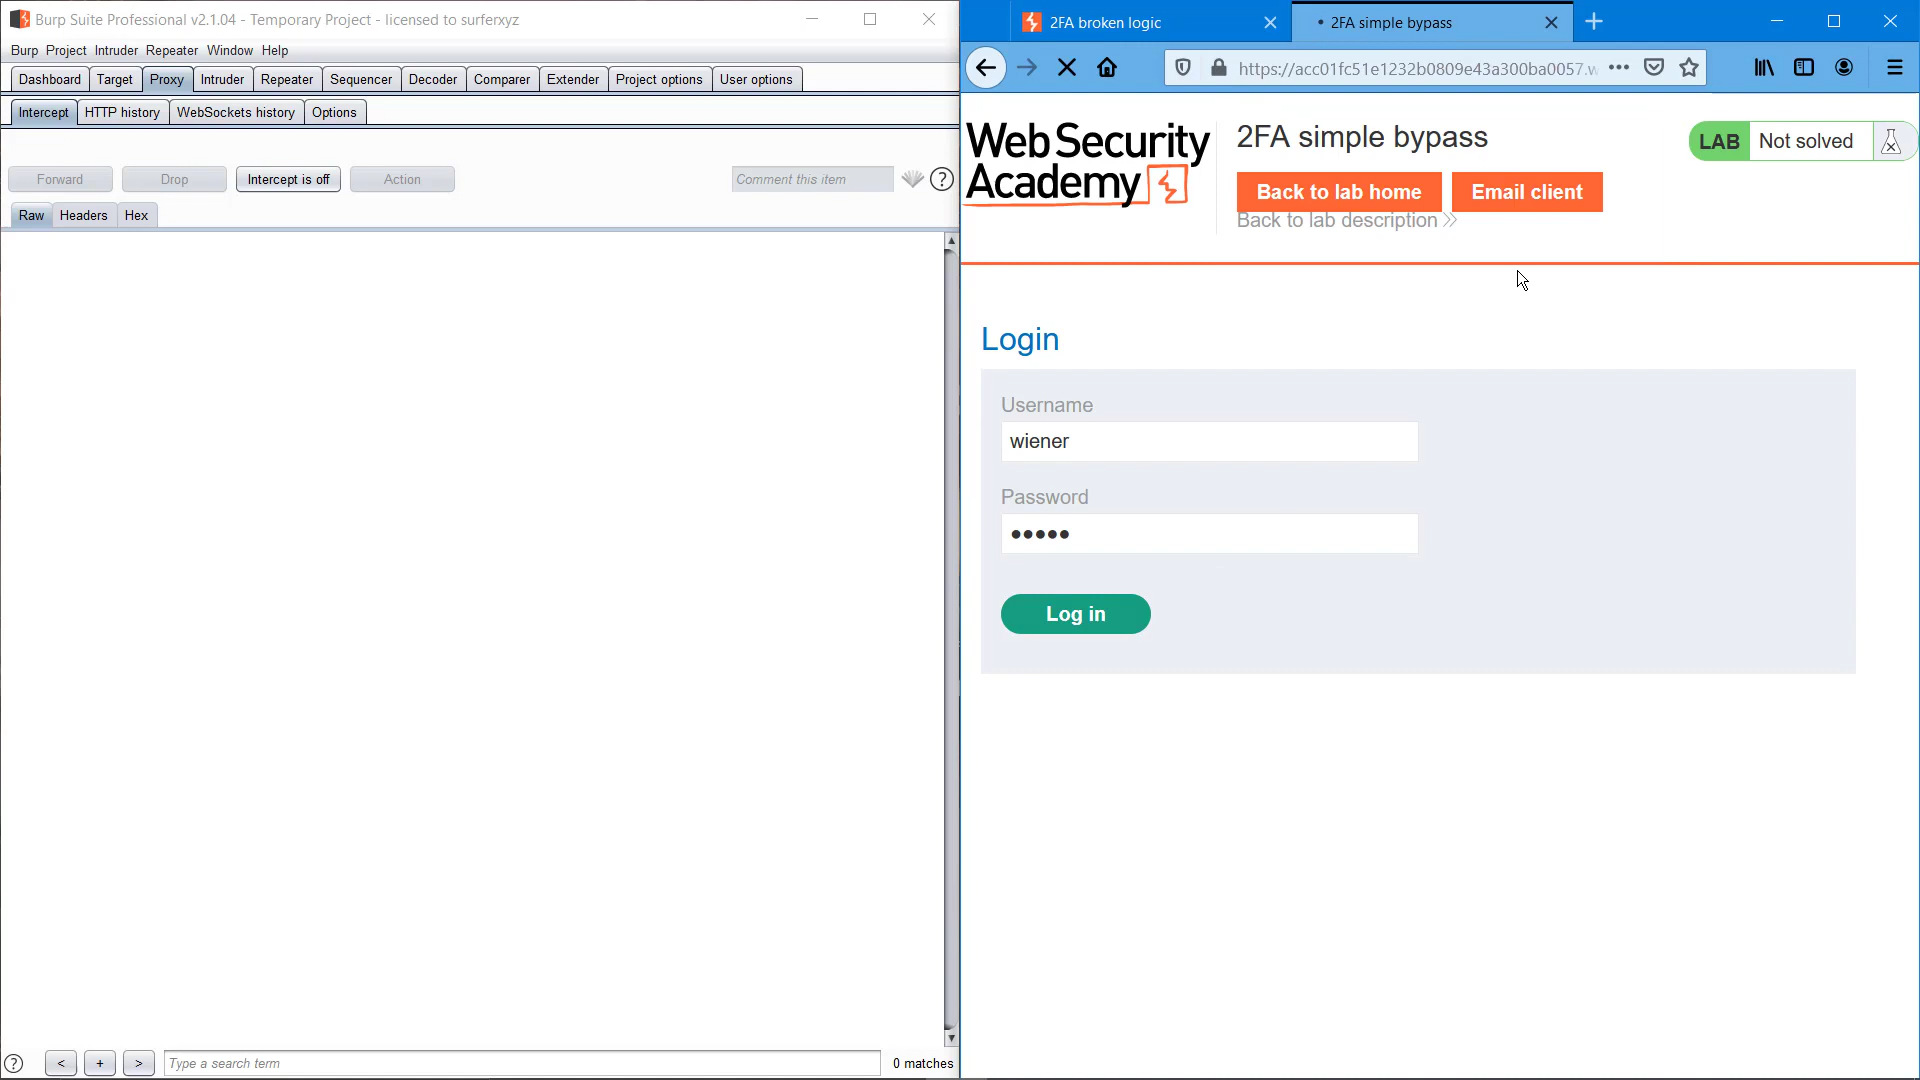 Burp Suite Professional v2.1.04 - Temporary Project - licensed to surferxyz
Burp Project Intruder Repeater Window Help
Dashboard Target Proxy Intruder Repeater Sequencer Decoder Comparer Extender Project options User options
Intercept HTTP history WebSockets history Options
Forward Drop Intercept is off Action Comment this item ?
Raw Headers Hex
? < + > Type a search term 0 matches
2FA broken logic 2FA simple bypass
https://acc01fc51e1232b0809e43a300ba0057.w
Web Security
Academy
2FA simple bypass
LAB Not solved
Back to lab home Email client
Back to lab description
Login
Username
wiener
Password
Log in